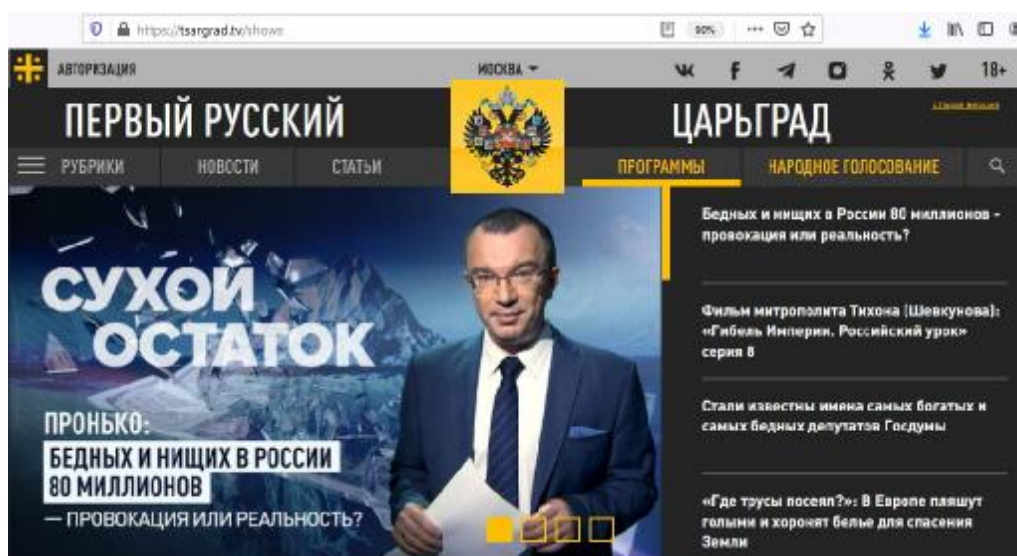 https://tsargrad.tv/shows
90%
АВТОРИЗАЦИЯ
МОСКВА
18+
ПЕРВЫЙ РУССКИЙ
ЦАРЬГРАД
РУБРИКИ
НОВОСТИ
СТАТЬИ
ПРОГРАММЫ
НАРОДНОЕ ГОЛОСОВАНИЕ
СУХОЙ
ОСТАТОК
ПРОНЬКО:
БЕДНЫХ И НИЩИХ В РОССИИ
80 МИЛЛИОНОВ
— ПРОВОКАЦИЯ ИЛИ РЕАЛЬНОСТЬ?
Бедных и нищих в России 80 миллионов -
провокация или реальность?
Фильм митрополита Тихона (Шевкунова):
«Гибель Империи. Российский урок»
серия 8
Стали известны имена самых богатых и
самых бедных депутатов Госдумы
«Где трусы посеял?»: В Европе пляшут
голыми и хоронят белье для спасения
Земли